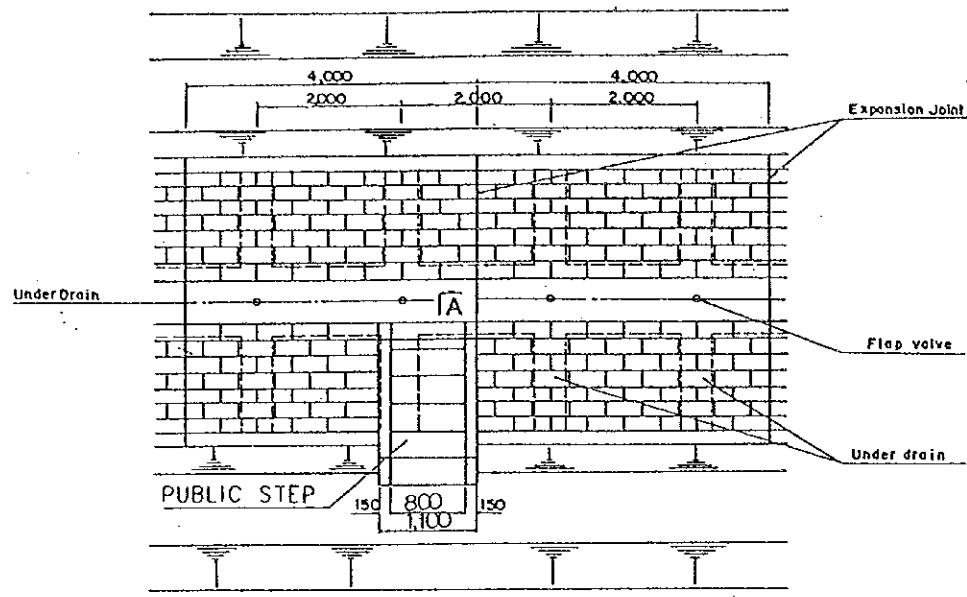 4,000 4,000
2,000 2,000 2,000
Expansion Joint
Under Drain
A
Flap valve
Under drain
PUBLIC STEP
150 800 150
1,100